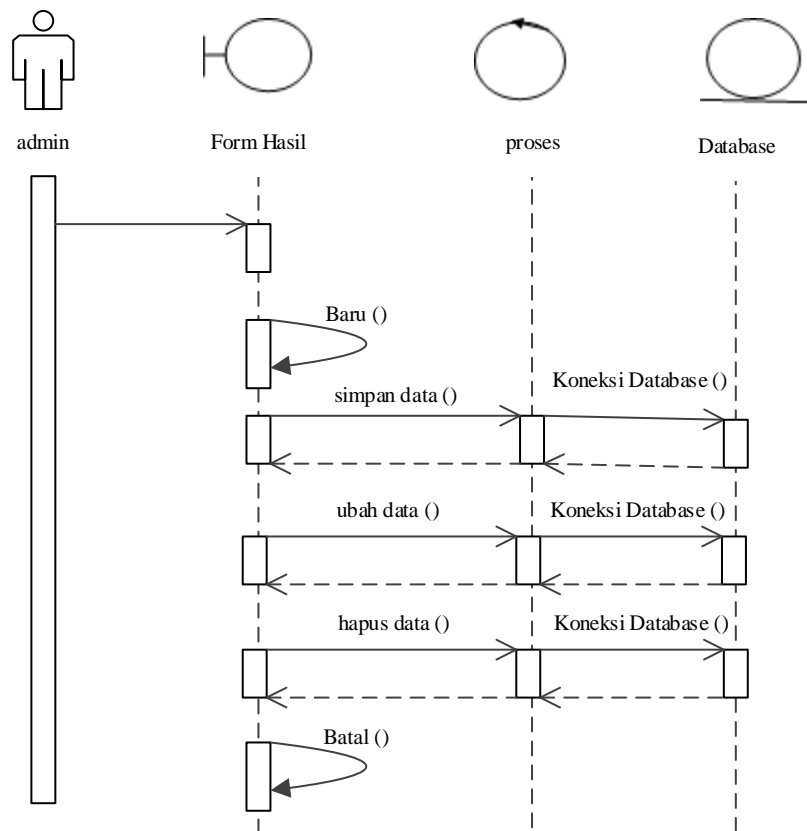 admin
Form Hasil
proses
Database
Baru ()
Koneksi Database ()
simpan data ()
ubah data ()
Koneksi Database ()
hapus data ()
Koneksi Database ()
Batal ()